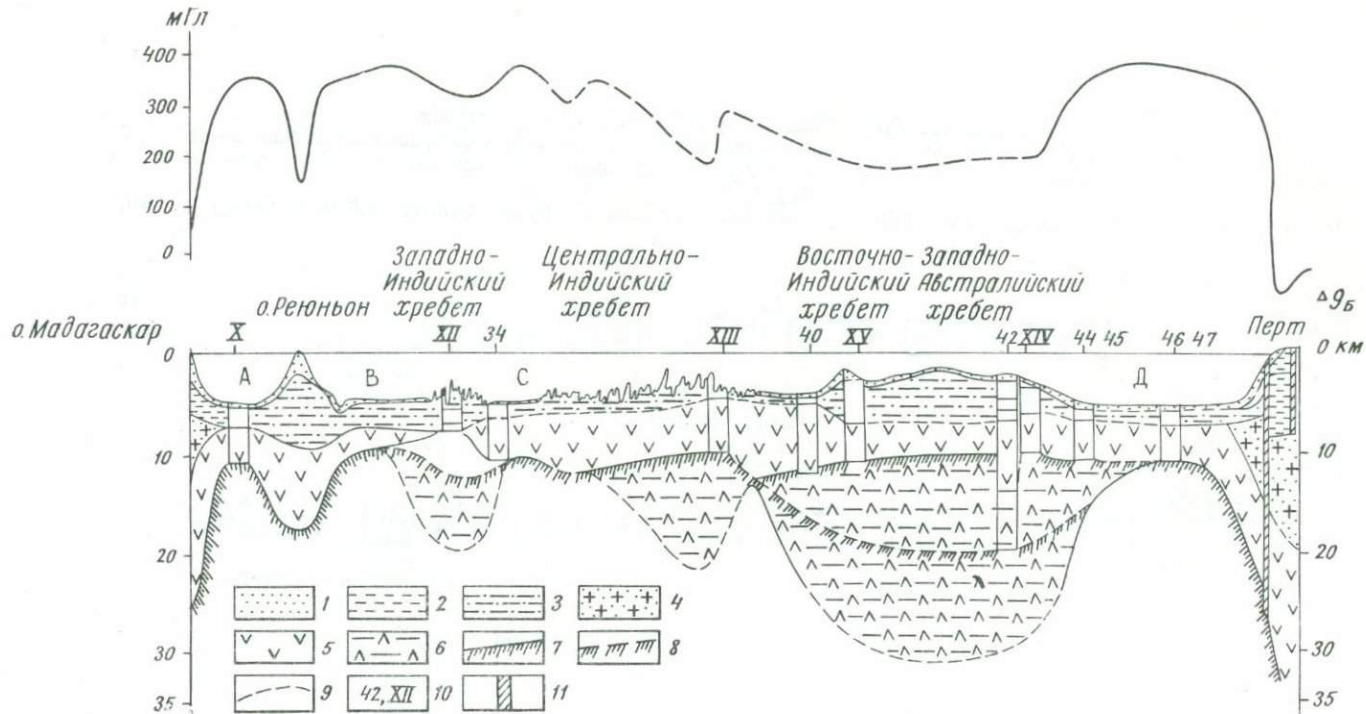 мГл
400
300
200
100
0
Западно-
Индийский
хребет
Центрально-
Индийский
хребет
Восточно-
Индийский
хребет
Западно-
Австралийский
хребет
Δgб
о.Мадагаскар
о.Реюньон
Перт
X
XII
34
XIII
40
XV
42
XIV
44
45
46
47
0
0 км
А
В
С
Д
10
10
20
20
30
30
35
35
1
2
3
4
5
6
7
8
9
42, XII
10
11